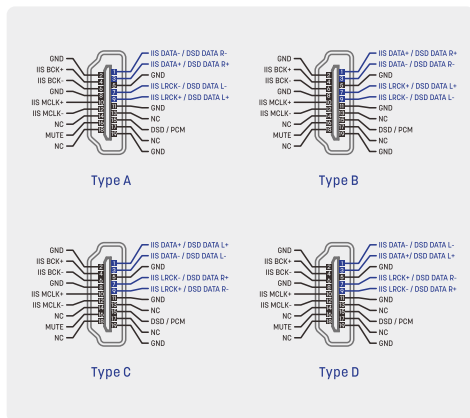 GND
IIS BCK+
IIS BCK-
GND
IIS MCLK+
IIS MCLK-
NC
MUTE
NC
IIS DATA- / DSD DATA R-
IIS DATA+ / DSD DATA R+
GND
IIS LRCK- / DSD DATA L-
IIS LRCK+ / DSD DATA L+
GND
NC
DSD / PCM
NC
GND
Type A
GND
IIS BCK+
IIS BCK-
GND
IIS MCLK+
IIS MCLK-
NC
MUTE
NC
IIS DATA+ / DSD DATA R+
IIS DATA- / DSD DATA R-
GND
IIS LRCK+ / DSD DATA L+
IIS LRCK- / DSD DATA L-
GND
NC
DSD / PCM
NC
GND
Type B
GND
IIS BCK+
IIS BCK-
GND
IIS MCLK+
IIS MCLK-
NC
MUTE
NC
IIS DATA+ / DSD DATA L+
IIS DATA- / DSD DATA L-
GND
IIS LRCK- / DSD DATA R+
IIS LRCK+ / DSD DATA R-
GND
NC
DSD / PCM
NC
GND
Type C
GND
IIS BCK+
IIS BCK-
GND
IIS MCLK+
IIS MCLK-
NC
MUTE
NC
IIS DATA- / DSD DATA L-
IIS DATA+ / DSD DATA L+
GND
IIS LRCK+ / DSD DATA R-
IIS LRCK- / DSD DATA R+
GND
NC
DSD / PCM
NC
GND
Type D